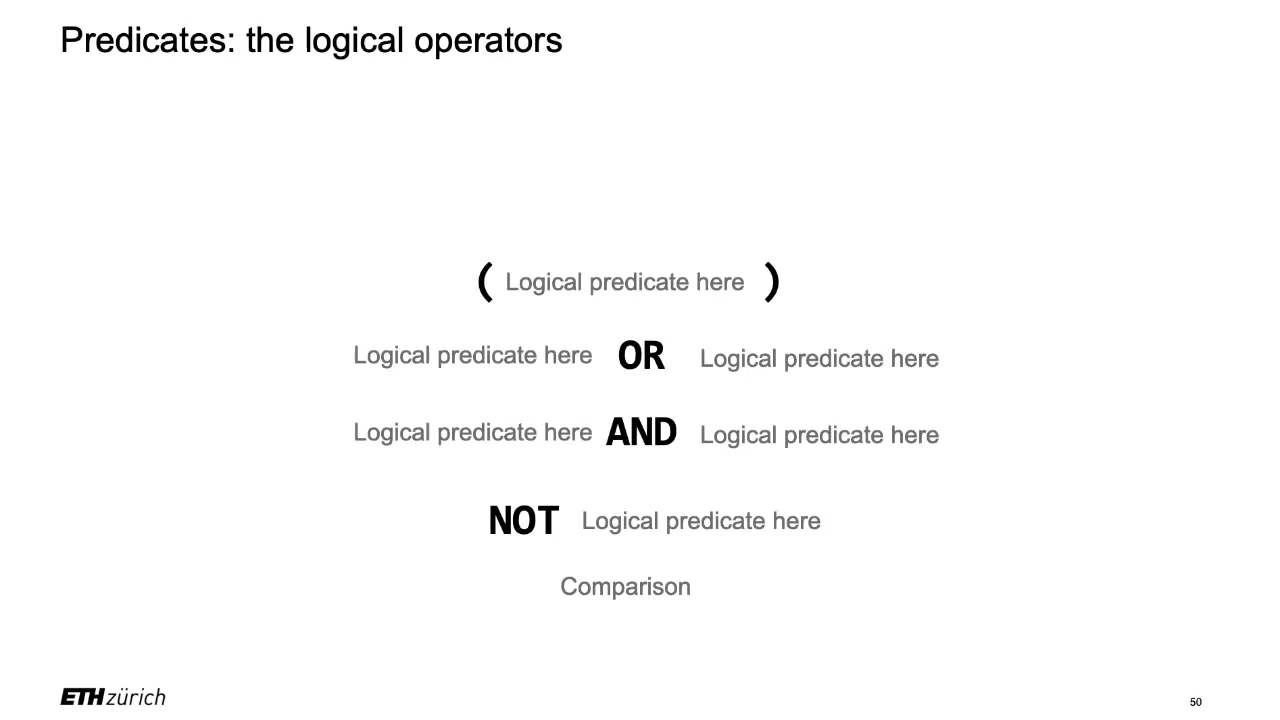 Predicates: the logical operators
( Logical predicate here )
Logical predicate here OR Logical predicate here
Logical predicate here AND Logical predicate here
NOT Logical predicate here
Comparison
ETH zürich
50